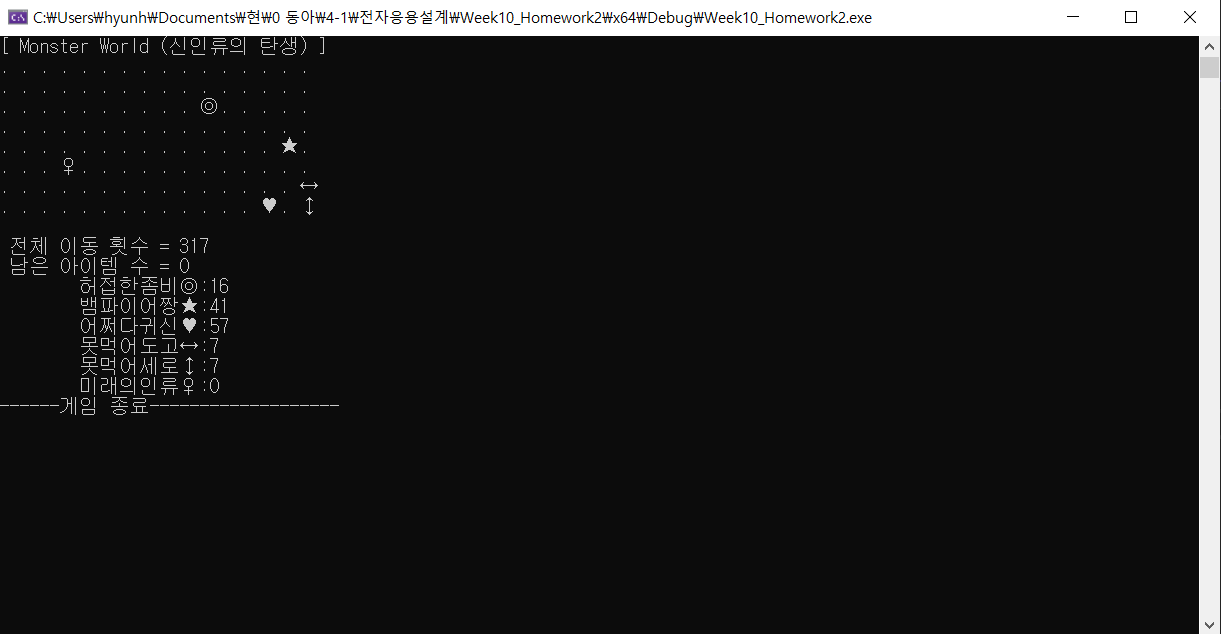 C:\Users\hyunh\Documents\현\0 동아\4-1\전자응용설계\Week10_Homework2\x64\Debug\Week10_Homework2.exe
[ Monster World (신인류의 탄생) ]
. . . . . . . . . . . . . . . .
. . . . . . . . . . . . . . . .
. . . . . . . . . . ◎. . . . .
. . . . . . . . . . . . . . . .
. . . . . . . . . . . . . . ★.
. . . ♀. . . . . . . . . . . .
. . . . . . . . . . . . . . . ↔
. . . . . . . . . . . . . ♥. ↕
전체 이동 횟수 = 317
남은 아이템 수 = 0
허접한좀비◎:16
뱀파이어짱★:41
어쩌다귀신♥:57
못먹어도고↔:7
못먹어세로↕:7
미래의인류♀:0
------게임 종료-------------------